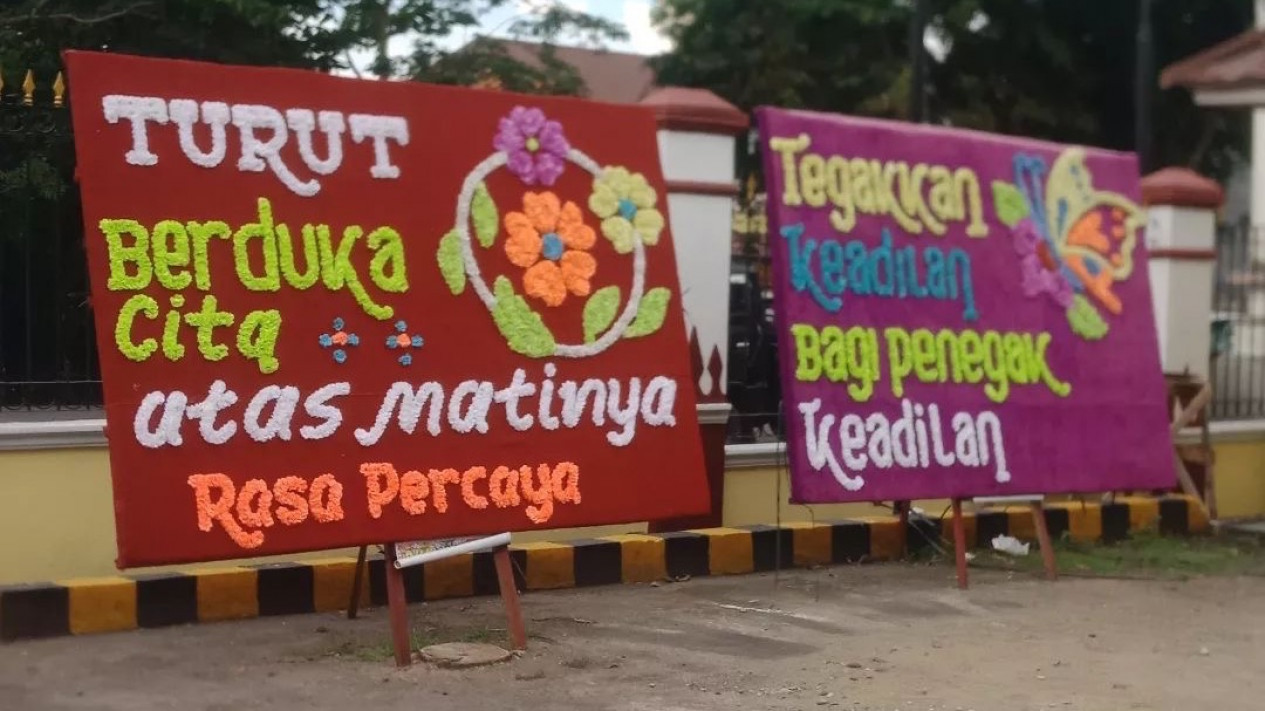 TURUT
Berduka
Cita
atas matinya
Rasa Percaya
Tegakkan
Keadilan
Bagi penegak
Keadilan